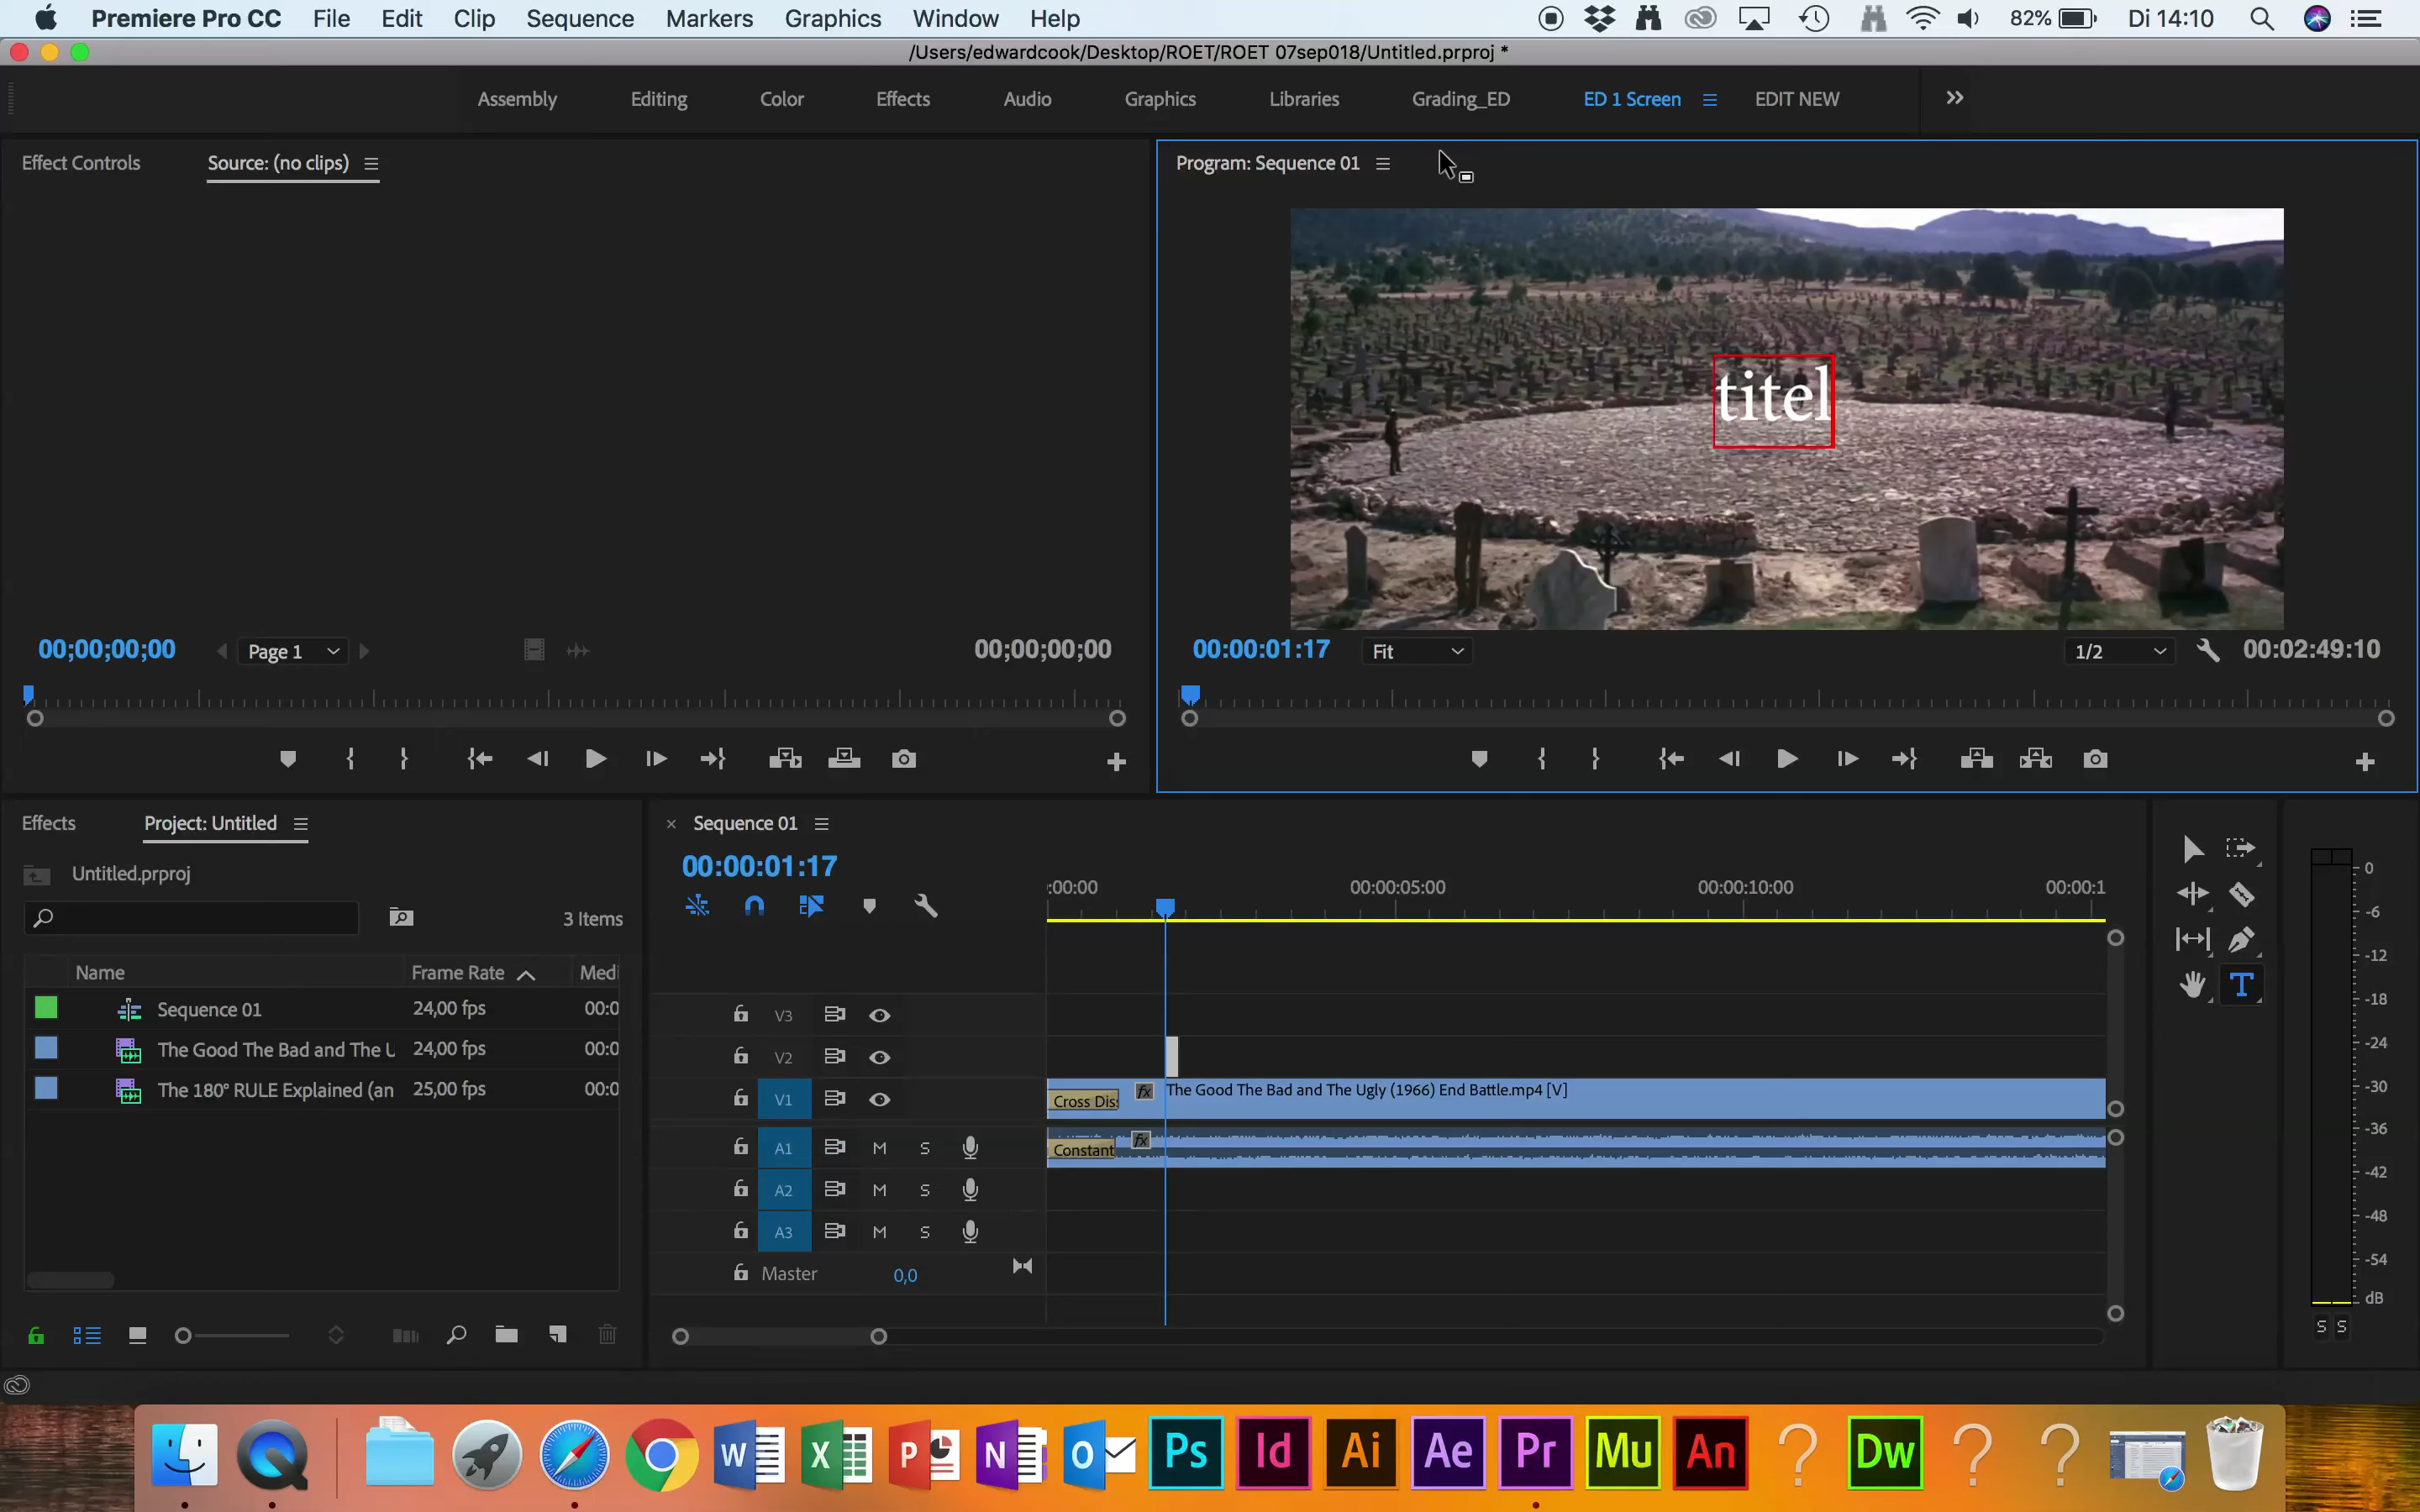 Premiere Pro CC File Edit Clip Sequence Markers Graphics Window Help 82% Di 14:10
/Users/edwardcook/Desktop/ROET/ROET 07sep018/Untitled.prproj *
Assembly Editing Color Effects Audio Graphics Libraries Grading_ED ED 1 Screen EDIT NEW
Effect Controls Source: (no clips)
Program: Sequence 01
titel
00;00;00;00 Page 1 00;00;00;00
00:00:01:17 Fit 1/2 00:02:49:10
Effects Project: Untitled
Untitled.prproj
3 Items
Name Frame Rate Medi
Sequence 01 24,00 fps 00:0
The Good The Bad and The U 24,00 fps 00:0
The 180° RULE Explained (an 25,00 fps 00:0
× Sequence 01
00:00:01:17
:00:00 00:00:05:00 00:00:10:00 00:00:1
V3
V2
V1 Cross Dis: fx The Good The Bad and The Ugly (1966) End Battle.mp4 [V]
A1 M S Constant fx
A2 M S
A3 M S
Master 0,0
T
0
-6
-12
-18
-24
-30
-36
-42
-48
-54
dB
S S
W X P N O Ps Id Ai Ae Pr Mu An ? Dw ? ?